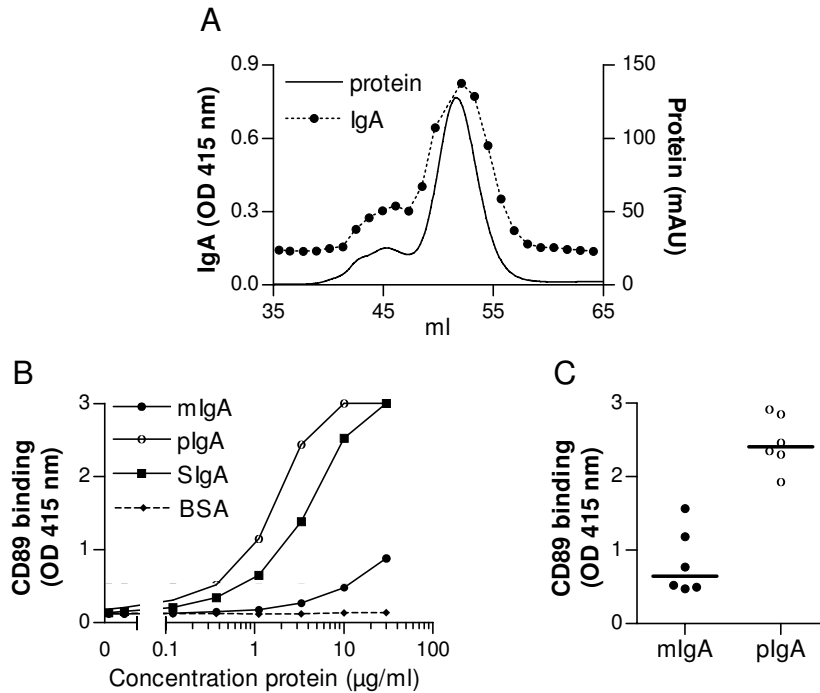 A
0.9
0.6
0.3
0.0
IgA (OD 415 nm)
protein
IgA
150
100
50
0
Protein (mAU)
35
45
55
65
ml
B
mIgA
pIgA
SIgA
BSA
3
2
1
0
CD89 binding
(OD 415 nm)
0
0.1
1
10
100
Concentration protein (µg/ml)
C
3
2
1
0
CD89 binding
(OD 415 nm)
mIgA
pIgA